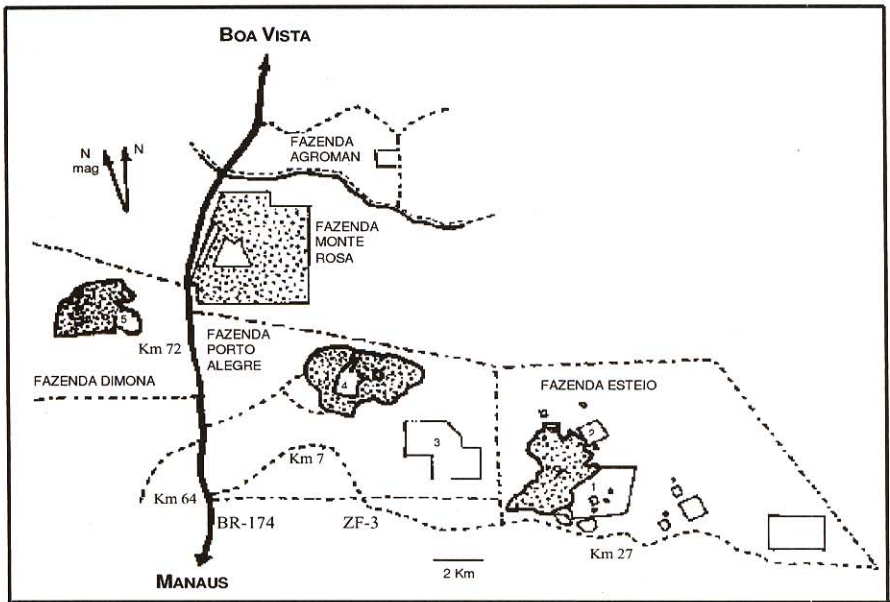 BOA VISTA
N
mag
N
FAZENDA
AGROMAN
FAZENDA
MONTE
ROSA
5
Km 72
FAZENDA
PORTO
ALEGRE
FAZENDA DIMONA
4
FAZENDA ESTEIO
3
2
1
Km 7
Km 64
BR-174
ZF-3
Km 27
2 Km
MANAUS